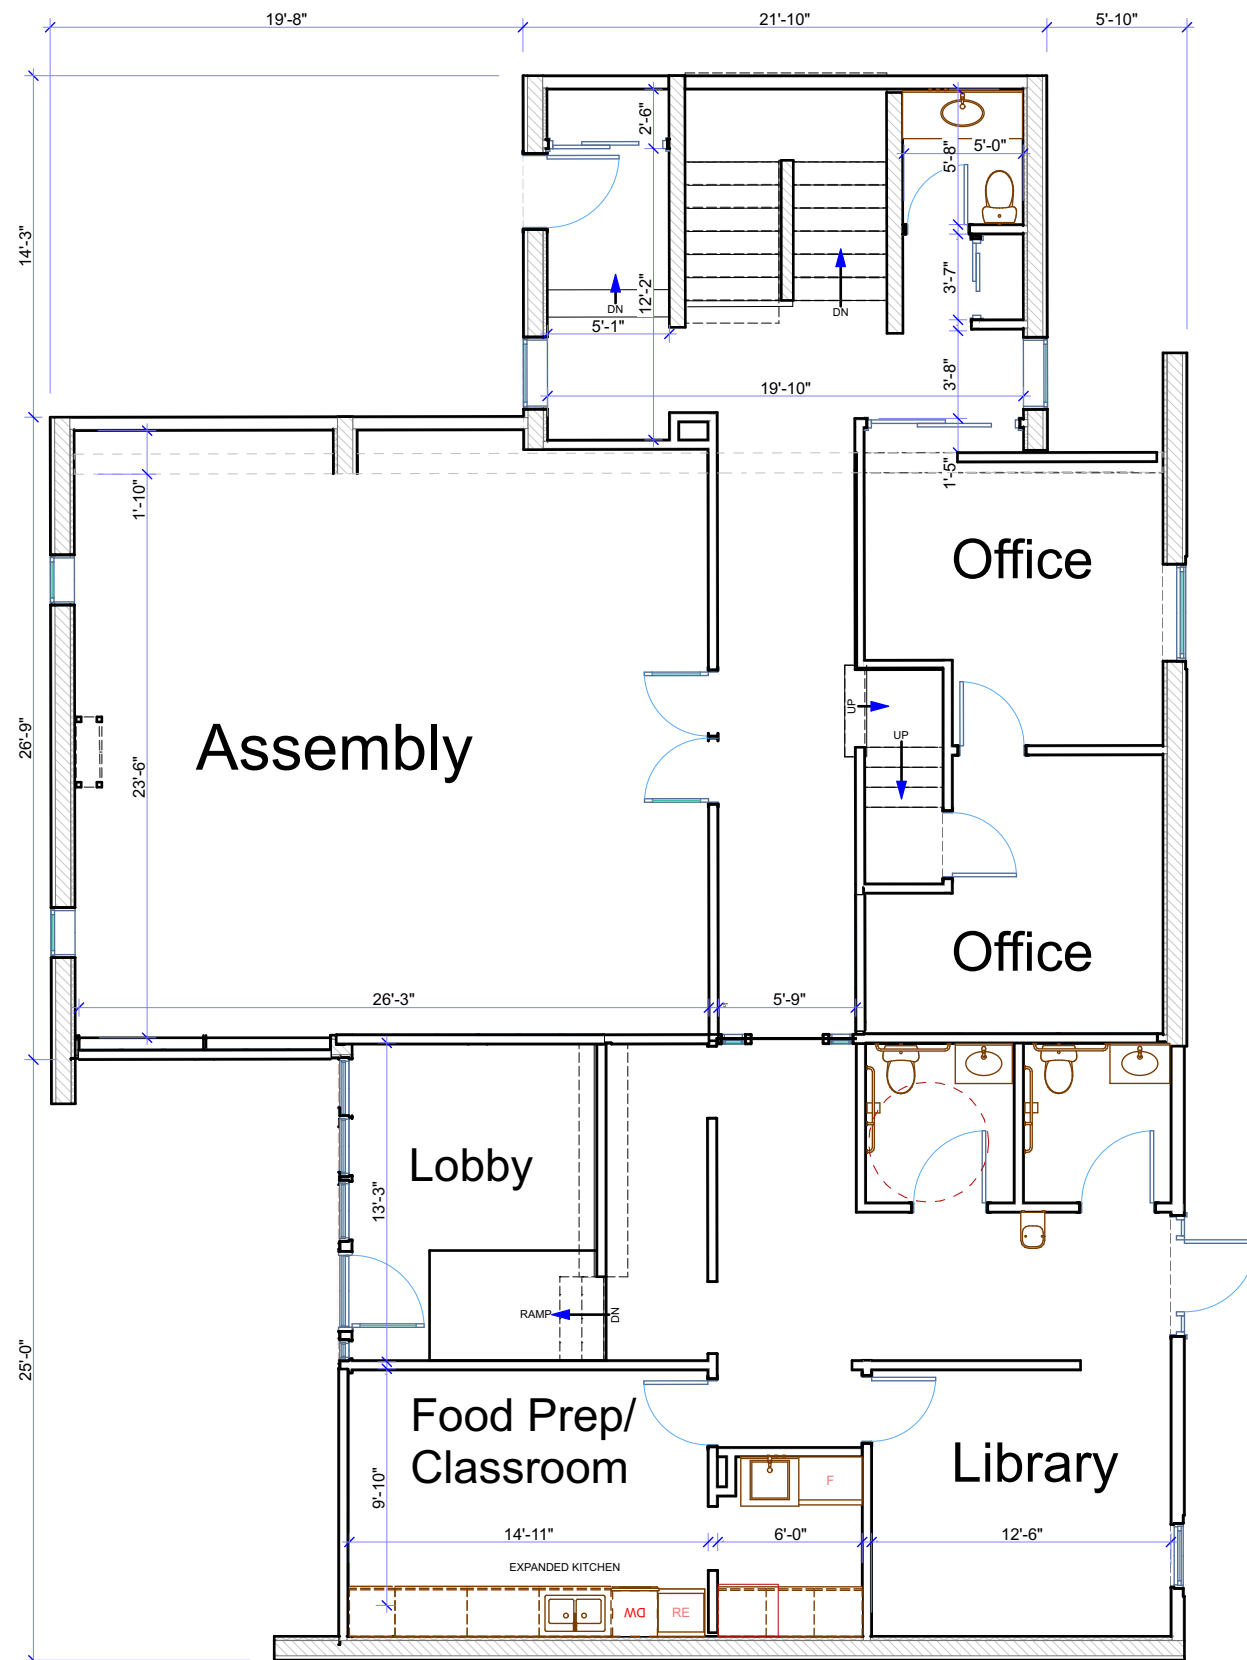 19'-8"
21'-10"
5'-10"
14'-3"
2'-6"
5'-8"
5'-0"
12'-2"
3'-7"
DN
DN
5'-1"
3'-8"
19'-10"
1'-5"
1'-10"
Office
26'-9"
Assembly
23'-6"
UP
UP
Office
26'-3"
5'-9"
Lobby
13'-3"
RAMP
DN
25'-0"
Food Prep/
Classroom
9'-10"
Library
F
14'-11"
6'-0"
12'-6"
EXPANDED KITCHEN
DW
RE